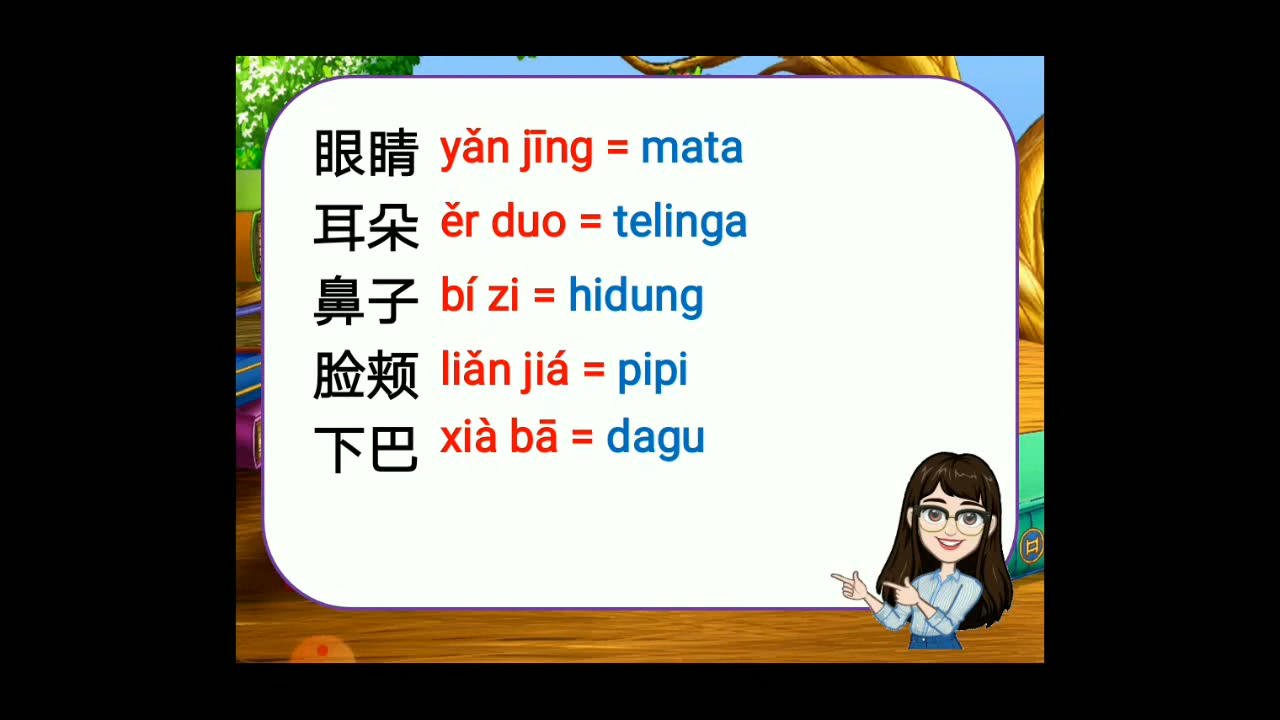 眼睛 yǎn jīng = mata
耳朵 ěr duo = telinga
鼻子 bí zi = hidung
脸颊 liǎn jiá = pipi
下巴 xià bā = dagu